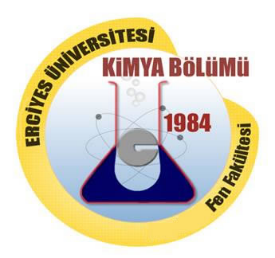 ERCİYES ÜNİVERSİTESİ
KİMYA BÖLüMü
1984
Fen Fakültesi